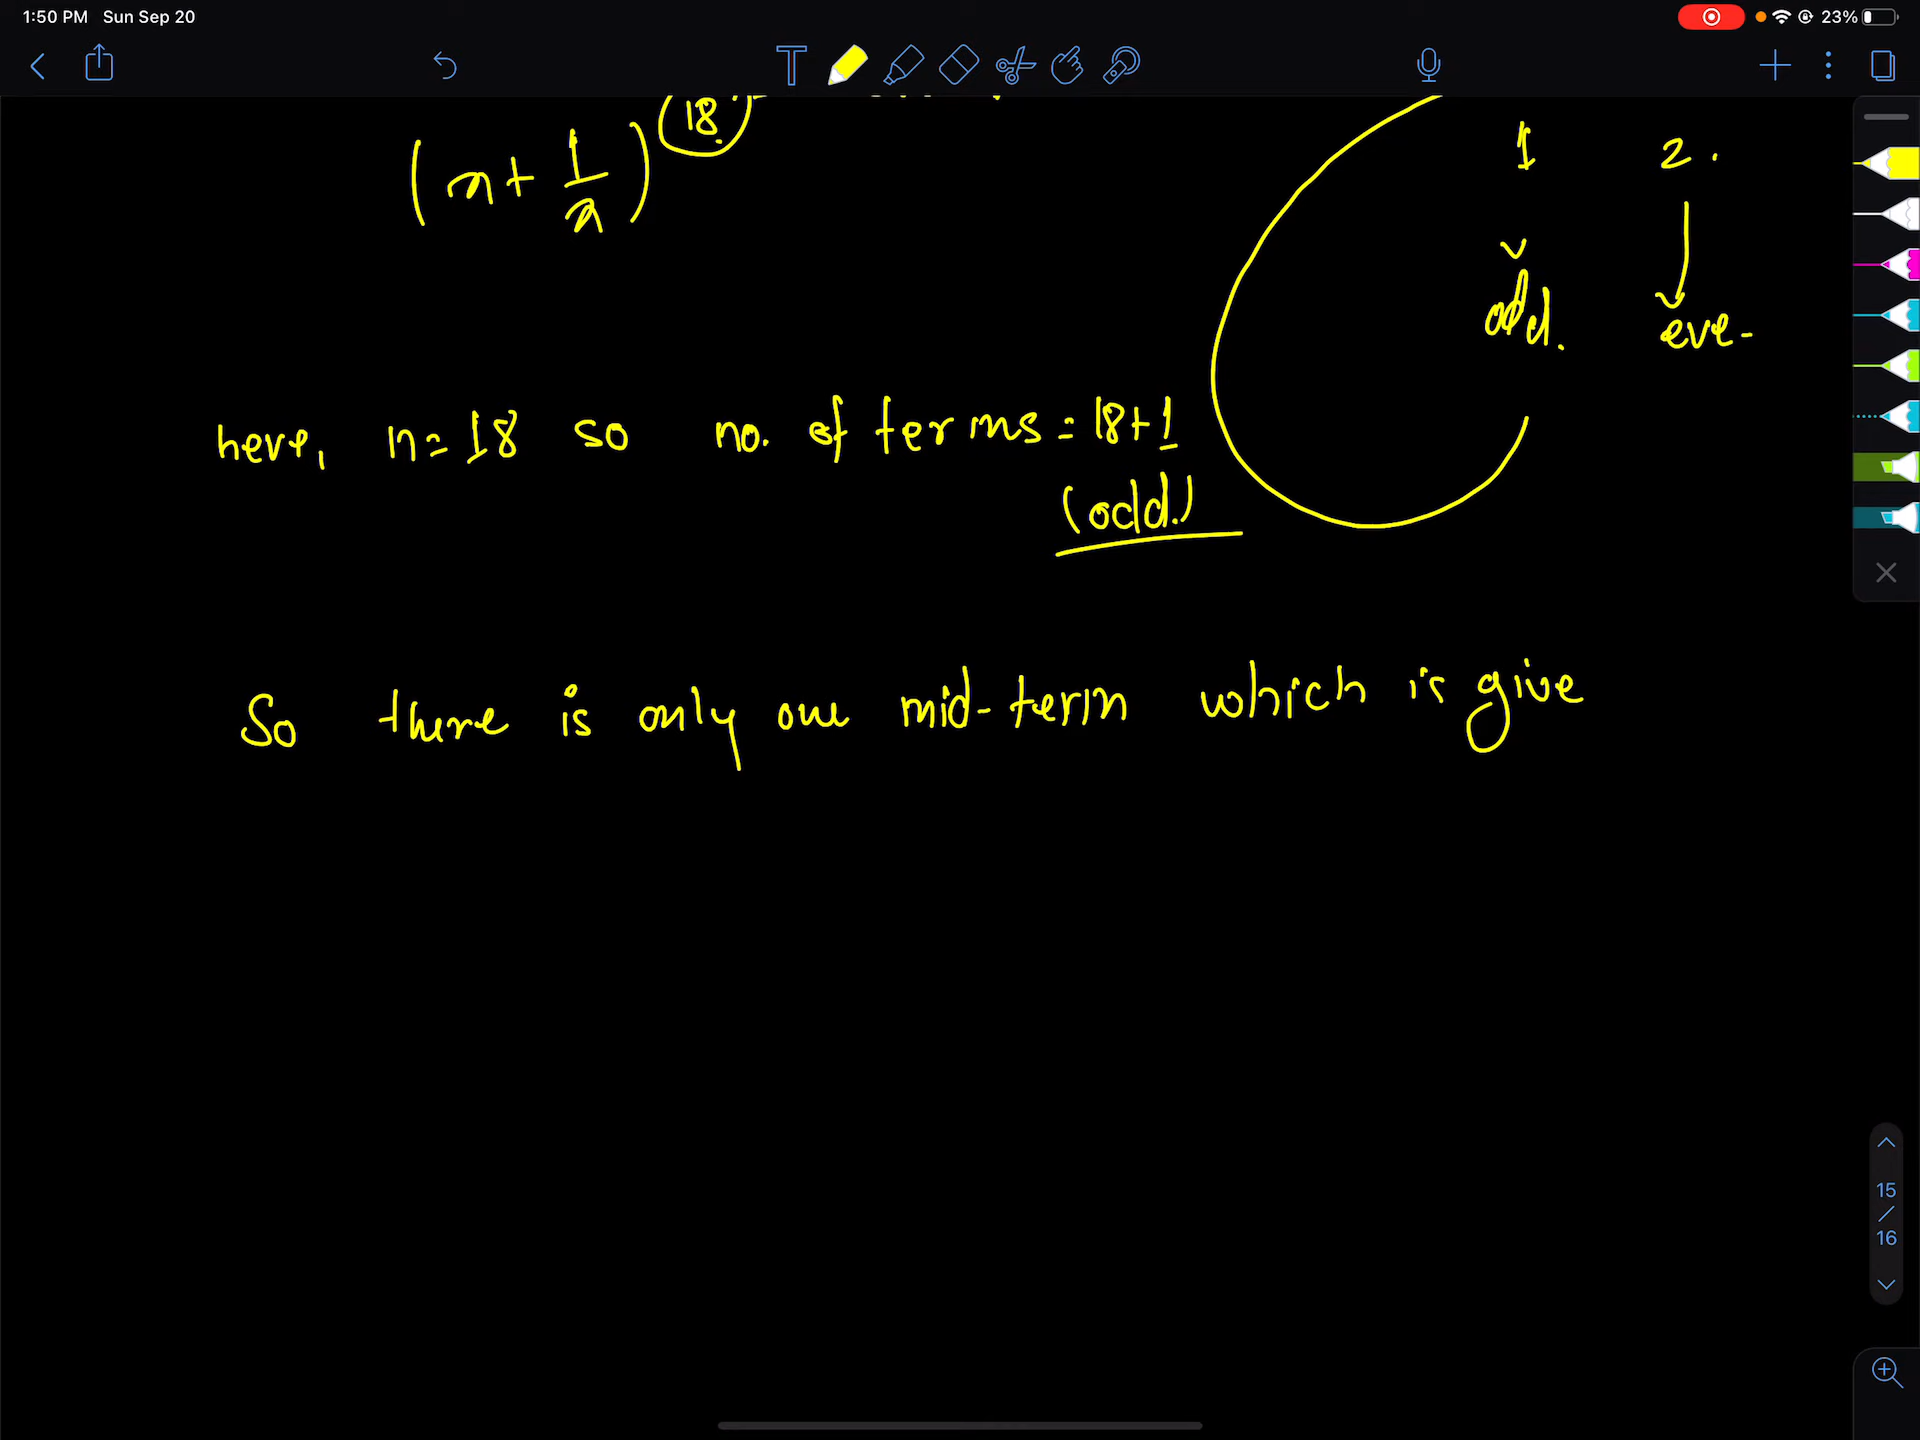 1:50 PM Sun Sep 20
23%
18
(x + 1/x)
1 2.
odd. eve-
here, n=18 so no. of terms = 18+1
(odd.)
So there is only one mid-term which is give
15
/
16